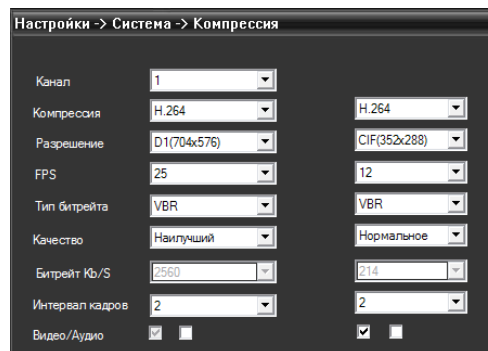 Настройки -> Система -> Компрессия
Канал 1
Компрессия H.264 H.264
Разрешение D1(704x576) CIF(352x288)
FPS 25 12
Тип битрейта VBR VBR
Качество Наилучший Нормальное
Битрейт Kb/S 2560 214
Интервал кадров 2 2
Видео/Аудио